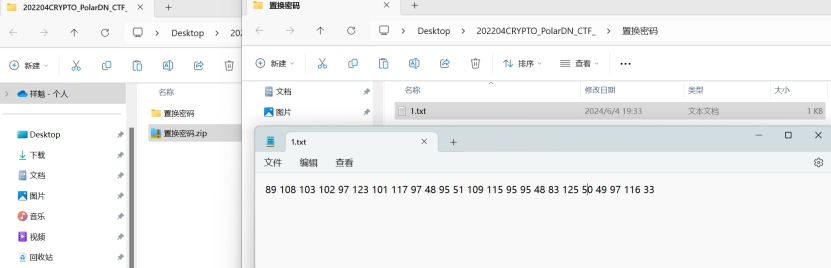 202204CRYPTO_PolarDN_CTF_
置换密码
Desktop
202
Desktop
202204CRYPTO_PolarDN_CTF_
置换密码
新建
新建
排序
查看
祥魁 - 个人
名称
文档
名称
修改日期
类型
大小
置换密码
图片
1.txt
2024/6/4 19:33
文本文档
1 KB
Desktop
置换密码.zip
下载
1.txt
文档
文件
编辑
查看
图片
89 108 103 102 97 123 101 117 97 48 95 51 109 115 95 95 48 83 125 50 49 97 116 33
音乐
视频
回收站